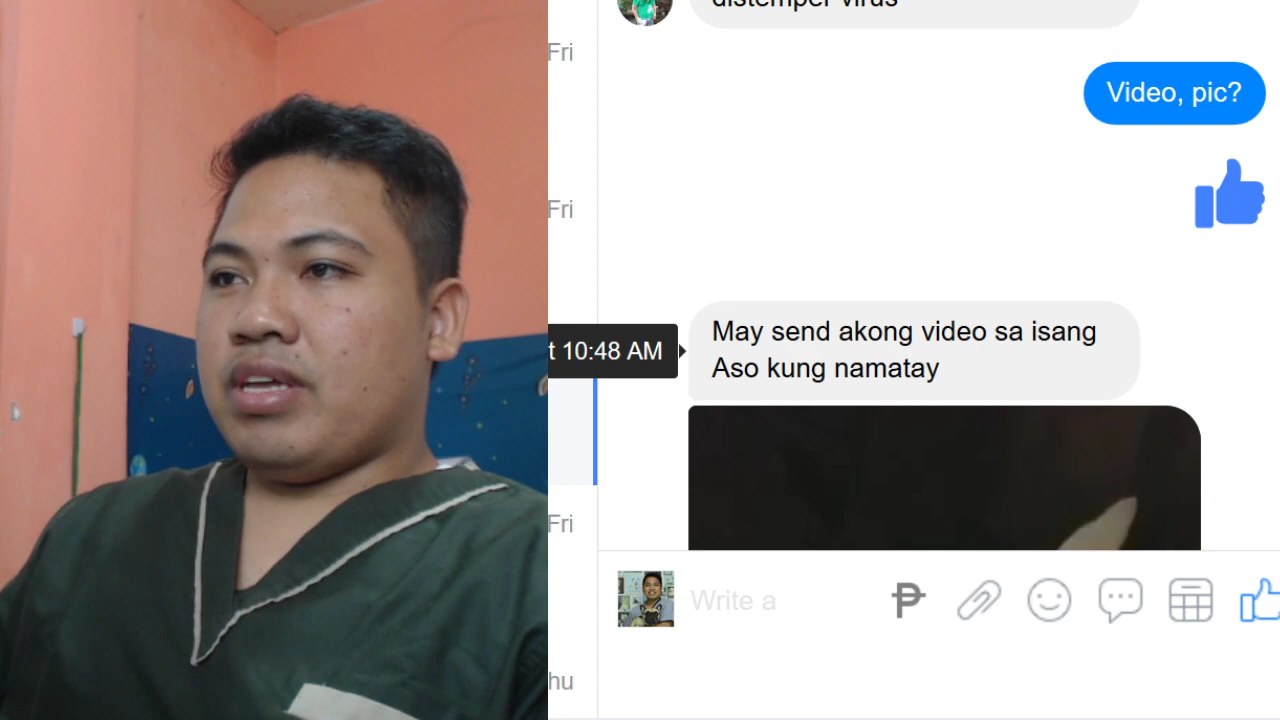 distemper virus
Fri
Video, pic?
Fri
May send akong video sa isang
Aso kung namatay
t 10:48 AM
Fri
Write a
hu